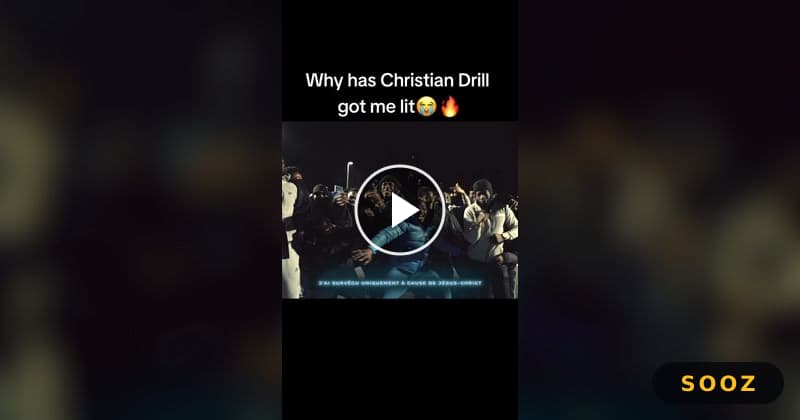 Why has Christian Drill
got me lit😭🔥
J'AI SURVÉCU UNIQUEMENT À CAUSE DE JÉSUS-CHRIST
SOOZ